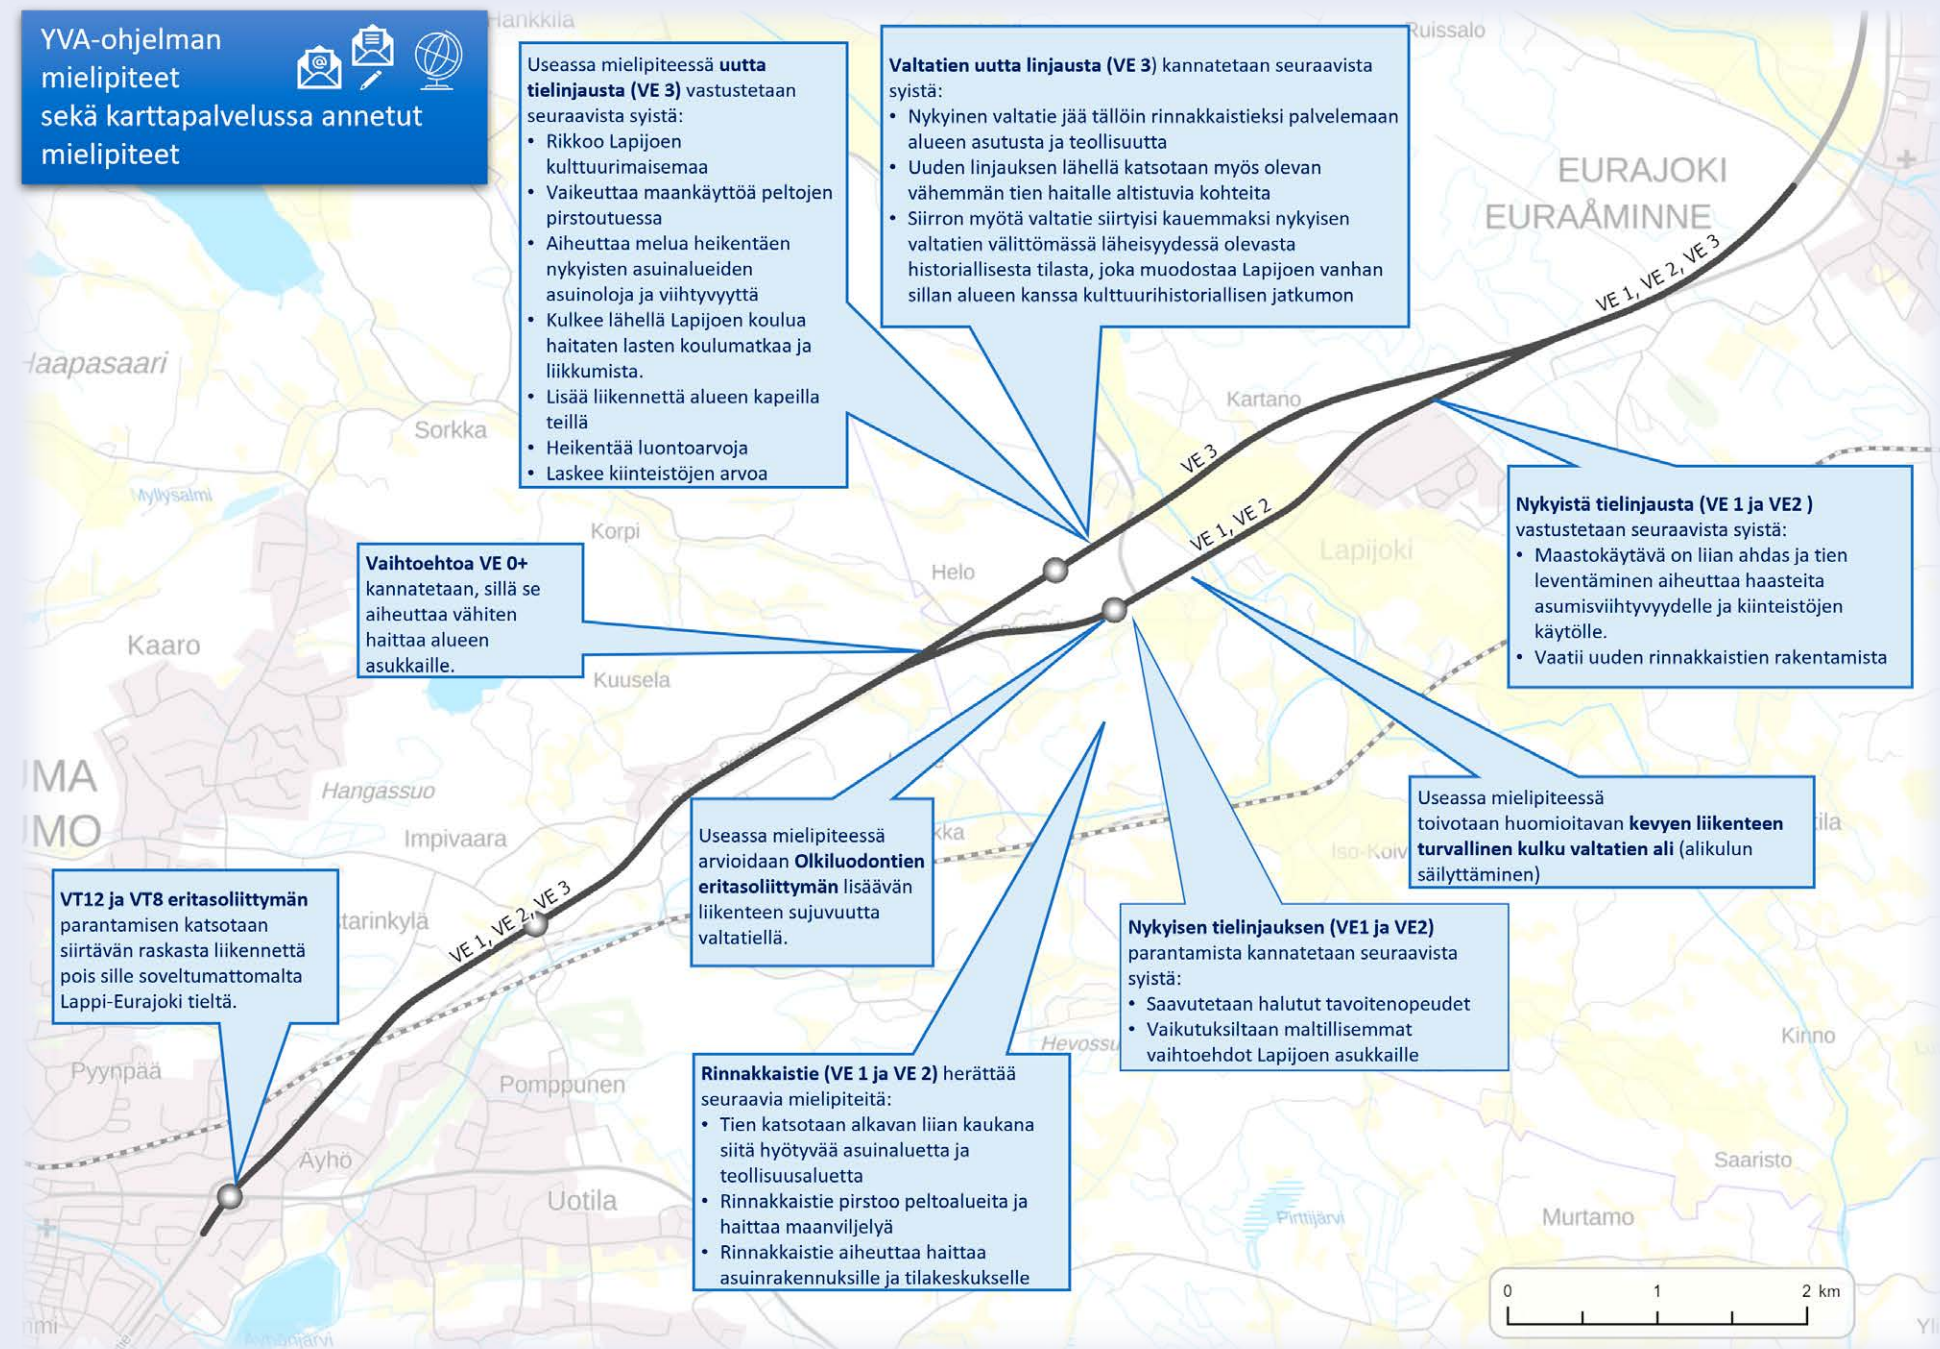 YVA-ohjelman
mielipiteet
sekä karttapalvelussa annetut
mielipiteet
Hankkila
Ruissalo
Useassa mielipiteessä uutta
tielinjausta (VE 3) vastustetaan
seuraavista syistä:
• Rikkoo Lapijoen
kulttuurimaisemaa
• Vaikeuttaa maankäyttöä peltojen
pirstoutuessa
• Aiheuttaa melua heikentäen
nykyisten asuinalueiden
asuinoloja ja viihtyvyyttä
• Kulkee lähellä Lapijoen koulua
haitaten lasten koulumatkaa ja
liikkumista.
• Lisää liikennettä alueen kapeilla
teillä
• Heikentää luontoarvoja
• Laskee kiinteistöjen arvoa
Valtatien uutta linjausta (VE 3) kannatetaan seuraavista
syistä:
• Nykyinen valtatie jää tällöin rinnakkaistieksi palvelemaan
alueen asutusta ja teollisuutta
• Uuden linjauksen lähellä katsotaan myös olevan
vähemmän tien haitalle altistuvia kohteita
• Siirron myötä valtatie siirtyisi kauemmaksi nykyisen
valtatien välittömässä läheisyydessä olevasta
historiallisesta tilasta, joka muodostaa Lapijoen vanhan
sillan alueen kanssa kulttuurihistoriallisen jatkumon
EURAJOKI
EURAÅMINNE
VE 1, VE 2, VE 3
Haapasaari
Kartano
Sorkka
VE 3
Myllysalmi
Korpi
VE 1, VE 2
Lapijoki
Helo
Nykyistä tielinjausta (VE 1 ja VE2 )
vastustetaan seuraavista syistä:
• Maastokäytävä on liian ahdas ja tien
leventäminen aiheuttaa haasteita
asumisviihtyvyydelle ja kiinteistöjen
käytölle.
• Vaatii uuden rinnakkaistien rakentamista
Vaihtoehtoa VE 0+
kannatetaan, sillä se
aiheuttaa vähiten
haittaa alueen
asukkaille.
Kaaro
Kuusela
UMA
UMO
Hangassuo
Impivaara
Useassa mielipiteessä
arvioidaan Olkiluodontien
eritasoliittymän lisäävän
liikenteen sujuvuutta
valtatiellä.
kka
Iso-Koiv
Useassa mielipiteessä
toivotaan huomioitavan kevyen liikenteen
turvallinen kulku valtatien ali (alikulun
säilyttäminen)
tila
VT12 ja VT8 eritasoliittymän
parantamisen katsotaan
siirtävän raskasta liikennettä
pois sille soveltumattomalta
Lappi-Eurajoki tieltä.
starinkylä
VE 1, VE 2, VE 3
Nykyisen tielinjauksen (VE1 ja VE2)
parantamista kannatetaan seuraavista
syistä:
• Saavutetaan halutut tavoitenopeudet
• Vaikutuksiltaan maltillisemmat
vaihtoehdot Lapijoen asukkaille
Hevossu
Kinno
Pyynpää
Pomppunen
Rinnakkaistie (VE 1 ja VE 2) herättää
seuraavia mielipiteitä:
• Tien katsotaan alkavan liian kaukana
siitä hyötyvää asuinaluetta ja
teollisuusaluetta
• Rinnakkaistie pirstoo peltoalueita ja
haittaa maanviljelyä
• Rinnakkaistie aiheuttaa haittaa
asuinrakennuksille ja tilakeskukselle
Äyhö
Uotila
Saaristo
Pirttijärvi
Murtamo
0 1 2 km
Äyhönjärvi